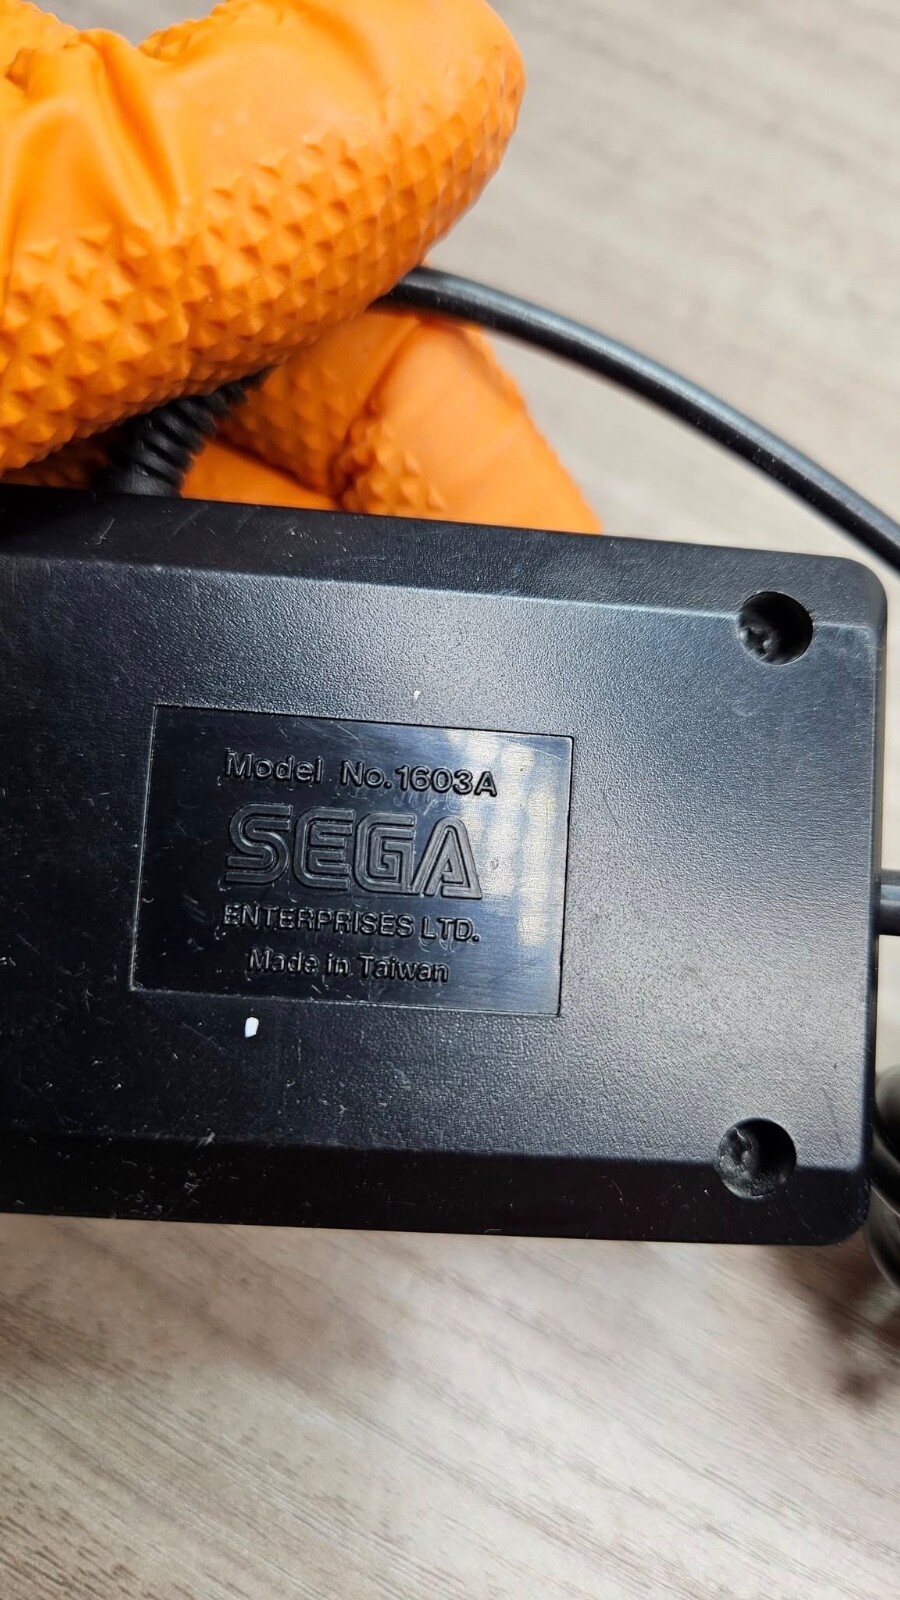 Model No.1603A
SEGA
ENTERPRISES LTD.
Made in Taiwan